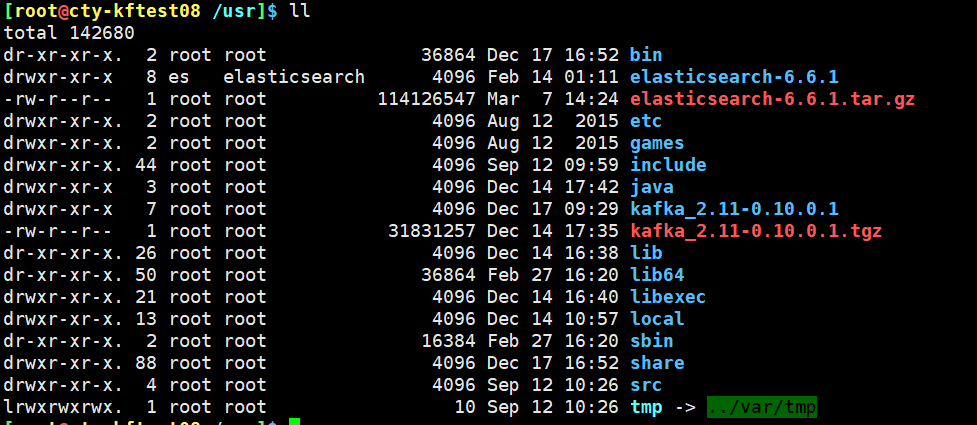 [root@cty-kftest08 /usr]$ ll
total 142680
dr-xr-xr-x.  2 root root              36864 Dec 17 16:52 bin
drwxr-xr-x   8 es   elasticsearch      4096 Feb 14 01:11 elasticsearch-6.6.1
-rw-r--r--   1 root root          114126547 Mar  7 14:24 elasticsearch-6.6.1.tar.gz
drwxr-xr-x.  2 root root               4096 Aug 12  2015 etc
drwxr-xr-x.  2 root root               4096 Aug 12  2015 games
drwxr-xr-x. 44 root root               4096 Sep 12 09:59 include
drwxr-xr-x   3 root root               4096 Dec 14 17:42 java
drwxr-xr-x   7 root root               4096 Dec 17 09:29 kafka_2.11-0.10.0.1
-rw-r--r--   1 root root           31831257 Dec 14 17:35 kafka_2.11-0.10.0.1.tgz
dr-xr-xr-x. 26 root root               4096 Dec 14 16:38 lib
dr-xr-xr-x. 50 root root              36864 Feb 27 16:20 lib64
drwxr-xr-x. 21 root root               4096 Dec 14 16:40 libexec
drwxr-xr-x. 13 root root               4096 Dec 14 10:57 local
dr-xr-xr-x.  2 root root              16384 Feb 27 16:20 sbin
drwxr-xr-x. 88 root root               4096 Dec 17 16:52 share
drwxr-xr-x.  4 root root               4096 Sep 12 10:26 src
lrwxrwxrwx.  1 root root                 10 Sep 12 10:26 tmp -> ../var/tmp